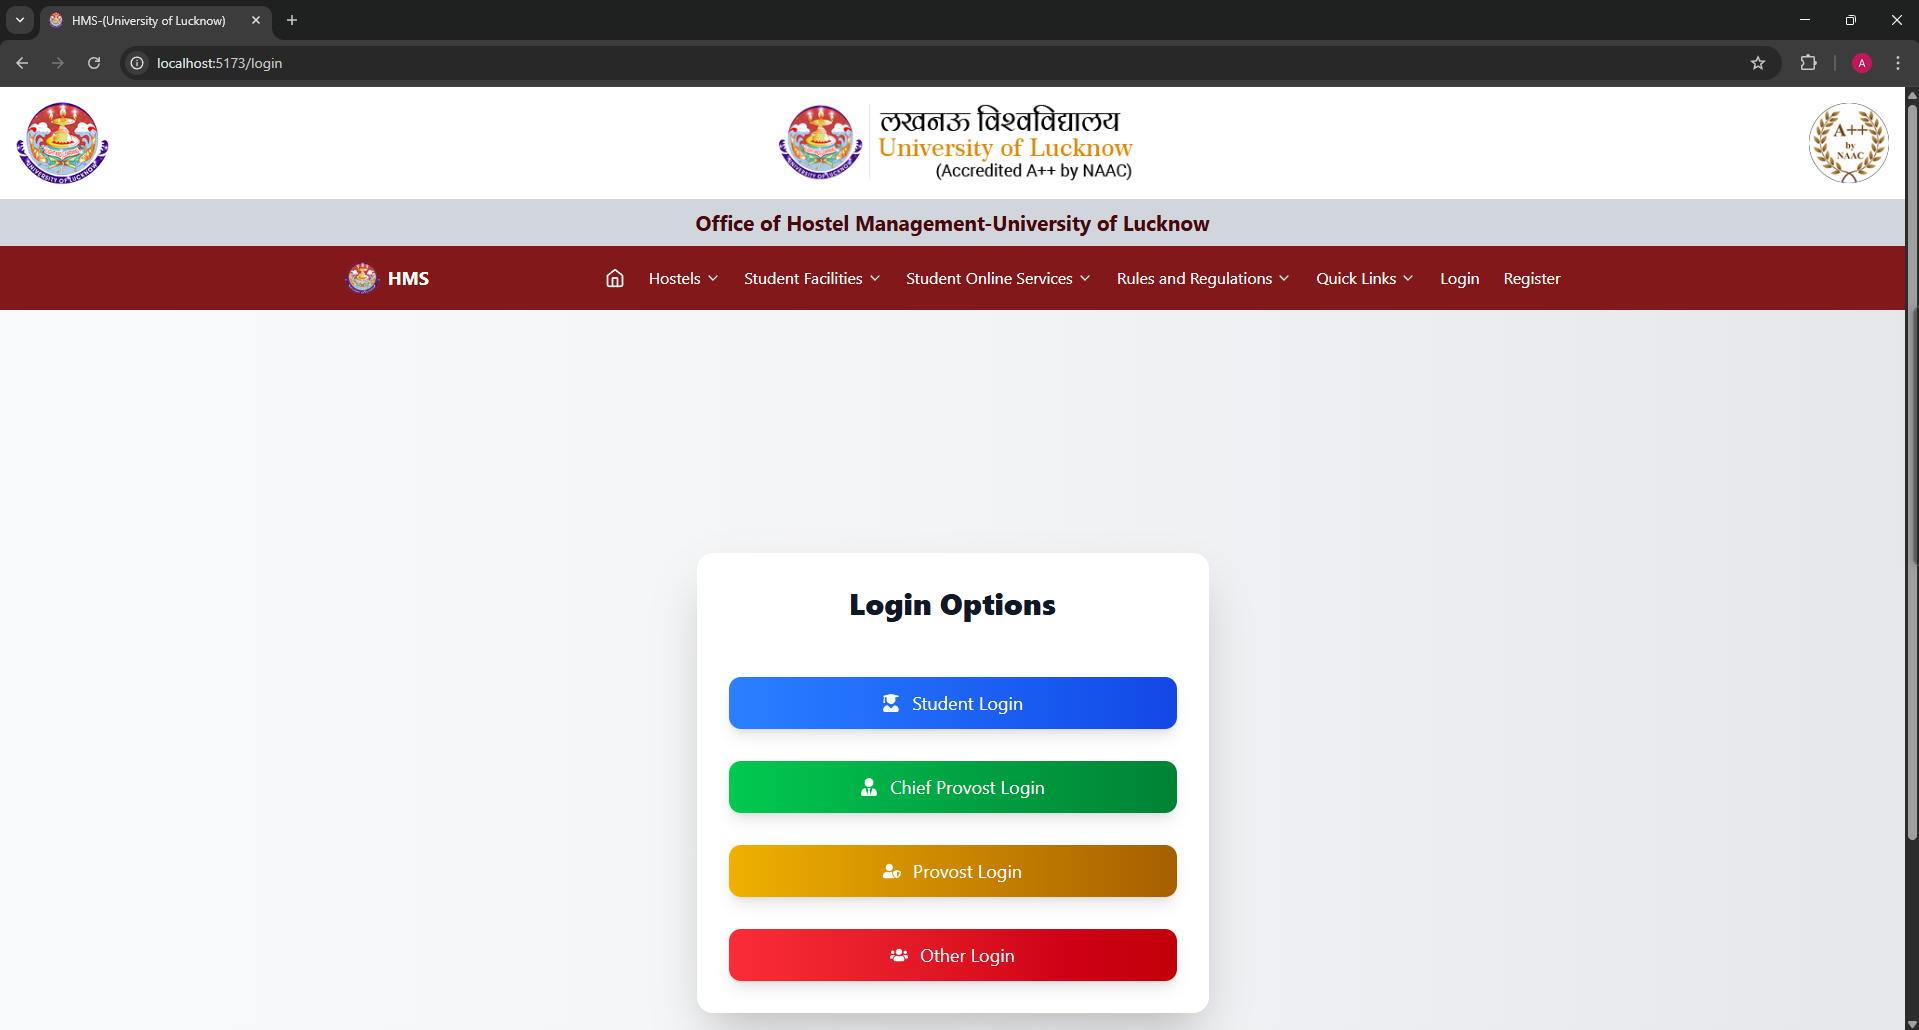 HMS-(University of Lucknow)
localhost:5173/login
A
लखनऊ विश्वविद्यालय
University of Lucknow
(Accredited A++ by NAAC)
A++
by
NAAC
Office of Hostel Management-University of Lucknow
HMS
Hostels
Student Facilities
Student Online Services
Rules and Regulations
Quick Links
Login
Register
Login Options
Student Login
Chief Provost Login
Provost Login
Other Login